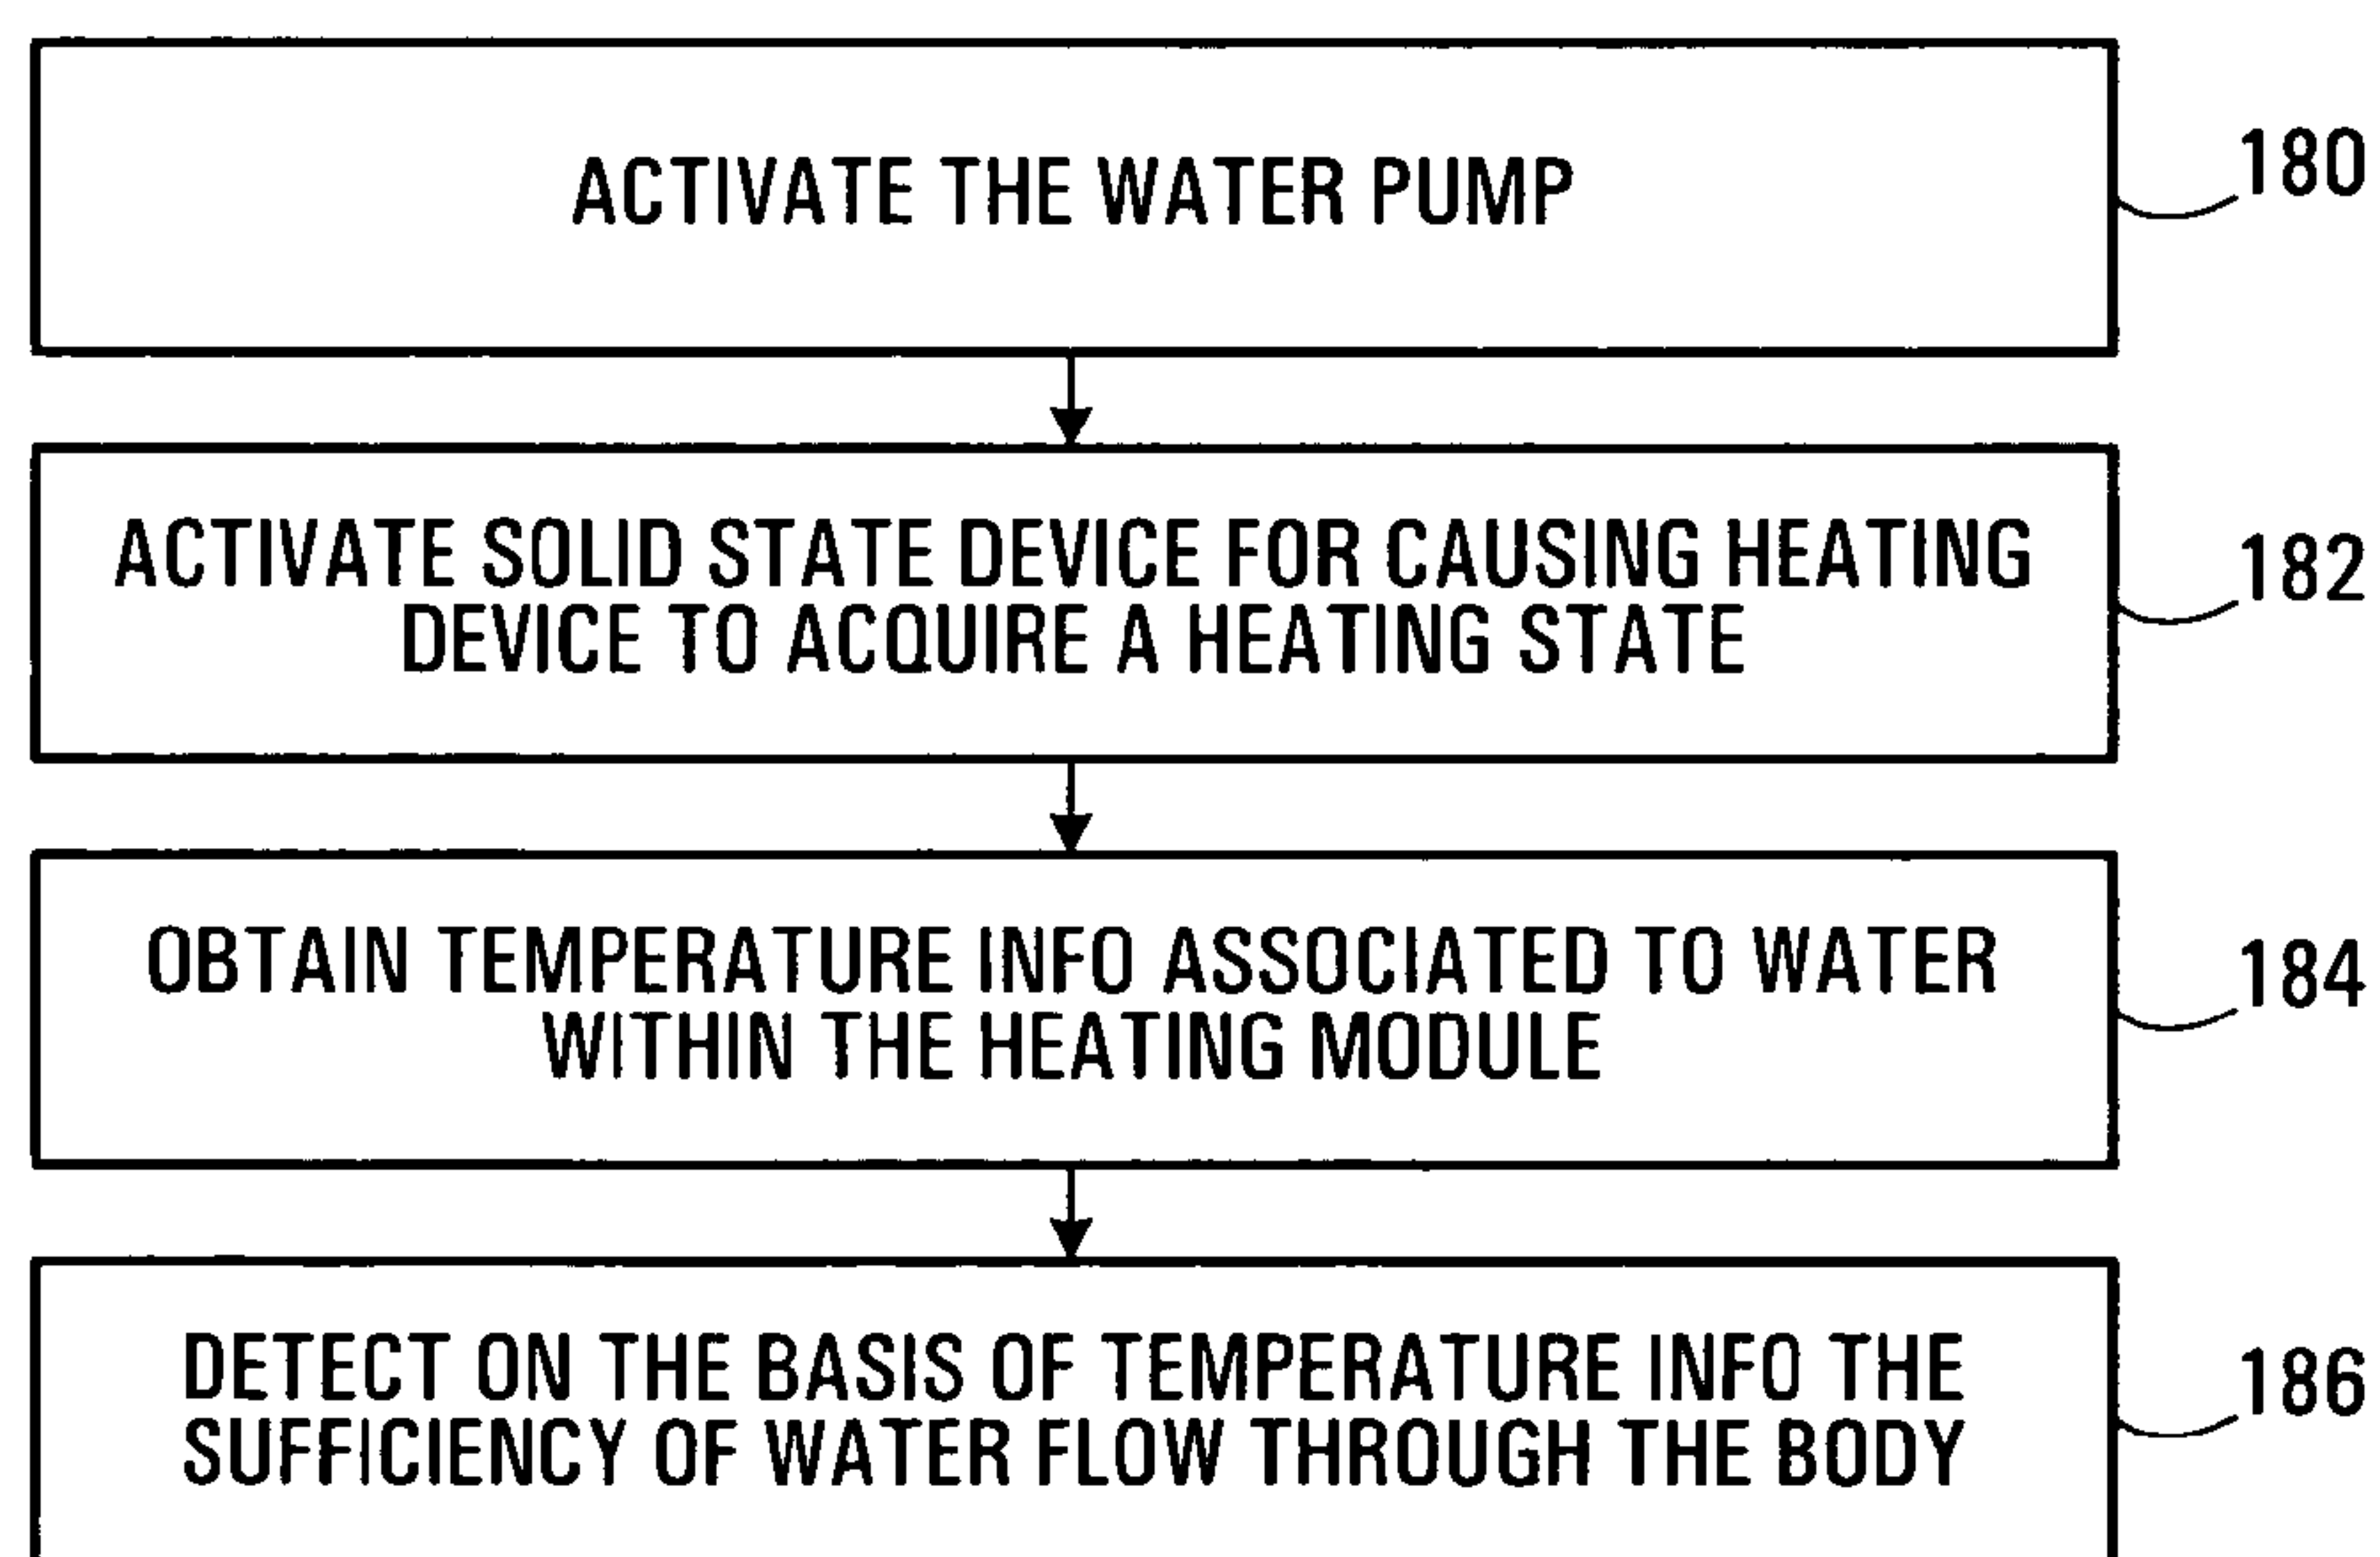 ACTIVATE THE WATER PUMP
180
ACTIVATE SOLID STATE DEVICE FOR CAUSING HEATING
DEVICE TO ACQUIRE A HEATING STATE
182
OBTAIN TEMPERATURE INFO ASSOCIATED TO WATER
WITHIN THE HEATING MODULE
184
DETECT ON THE BASIS OF TEMPERATURE INFO THE
SUFFICIENCY OF WATER FLOW THROUGH THE BODY
186